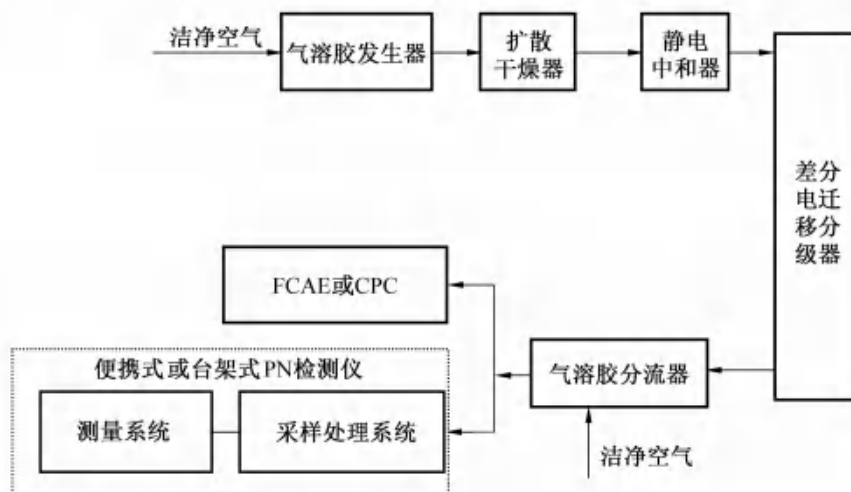 洁净空气
气溶胶发生器
扩散
干燥器
静电
中和器
差分
电迁
移分
级器
FCAE或CPC
便携式或台架式PN检测仪
气溶胶分流器
测量系统
采样处理系统
洁净空气